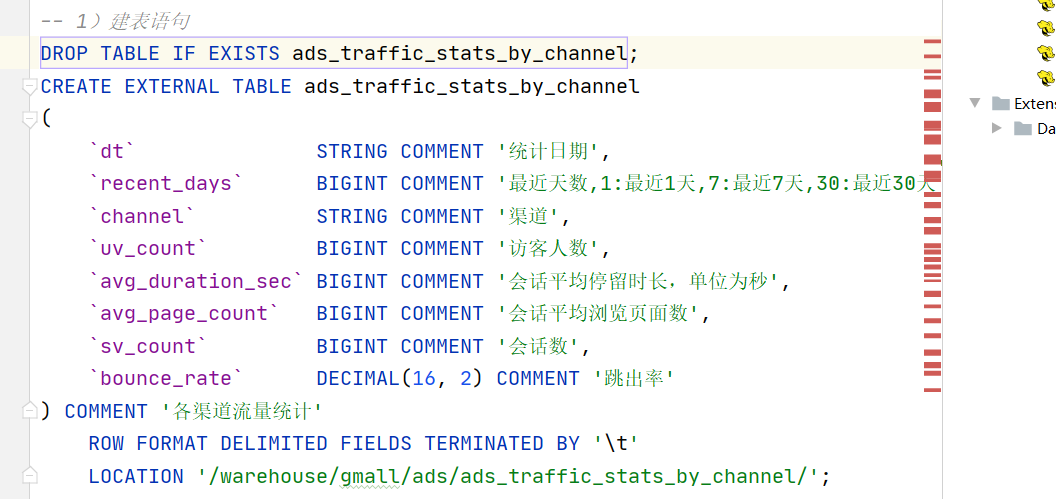 -- 1）建表语句
DROP TABLE IF EXISTS ads_traffic_stats_by_channel;
CREATE EXTERNAL TABLE ads_traffic_stats_by_channel
(
    `dt`               STRING COMMENT '统计日期',
    `recent_days`      BIGINT COMMENT '最近天数,1:最近1天,7:最近7天,30:最近30天
    `channel`          STRING COMMENT '渠道',
    `uv_count`         BIGINT COMMENT '访客人数',
    `avg_duration_sec` BIGINT COMMENT '会话平均停留时长，单位为秒',
    `avg_page_count`   BIGINT COMMENT '会话平均浏览页面数',
    `sv_count`         BIGINT COMMENT '会话数',
    `bounce_rate`      DECIMAL(16, 2) COMMENT '跳出率'
) COMMENT '各渠道流量统计'
    ROW FORMAT DELIMITED FIELDS TERMINATED BY '\t'
    LOCATION '/warehouse/gmall/ads/ads_traffic_stats_by_channel/';
Extens
Da